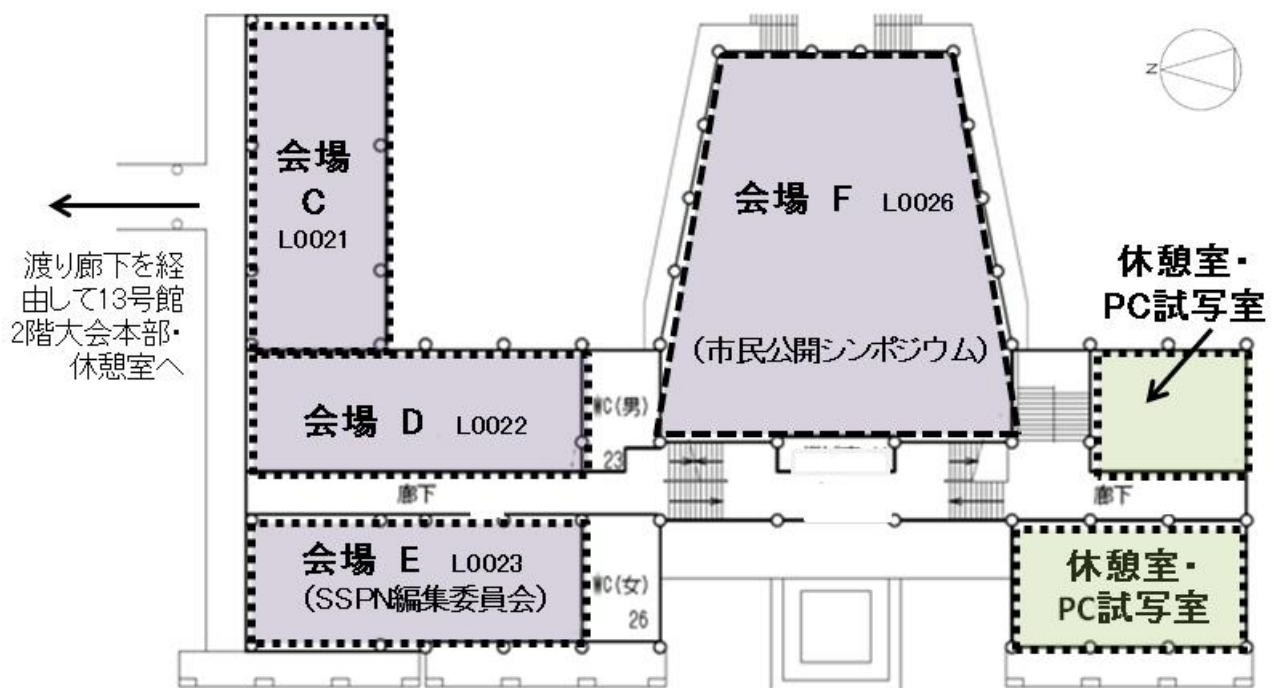 会場
C
L0021
会場 F L0026
(市民公開シンポジウム)
N
渡り廊下を経
由して13号館
2階大会本部・
休憩室へ
休憩室・
PC試写室
会場 D L0022
WC(男)
23
廊下
廊下
会場 E L0023
(SSPN編集委員会)
WC(女)
26
休憩室・
PC試写室